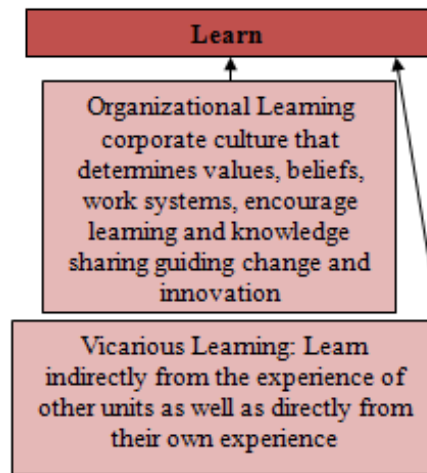 Learn
Organizational Learning
corporate culture that
determines values, beliefs,
work systems, encourage
learning and knowledge
sharing guiding change and
innovation
Vicarious Learning: Learn
indirectly from the experience of
other units as well as directly from
their own experience